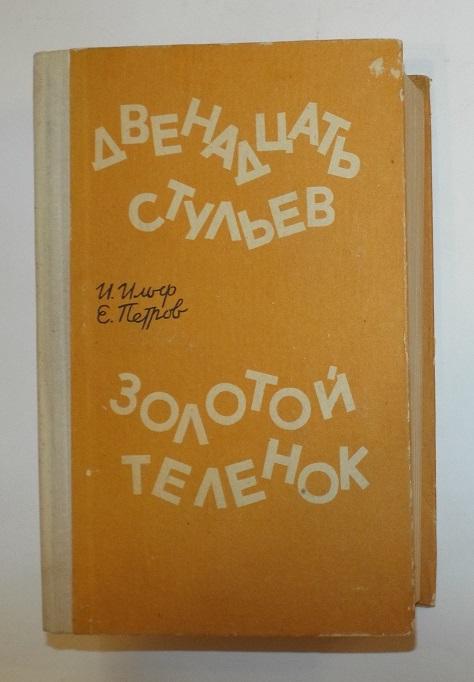 ДВЕНАДЦАТЬ
СТУЛЬЕВ
И. Ильф
Е. Петров
ЗОЛОТОЙ
ТЕЛЕНОК